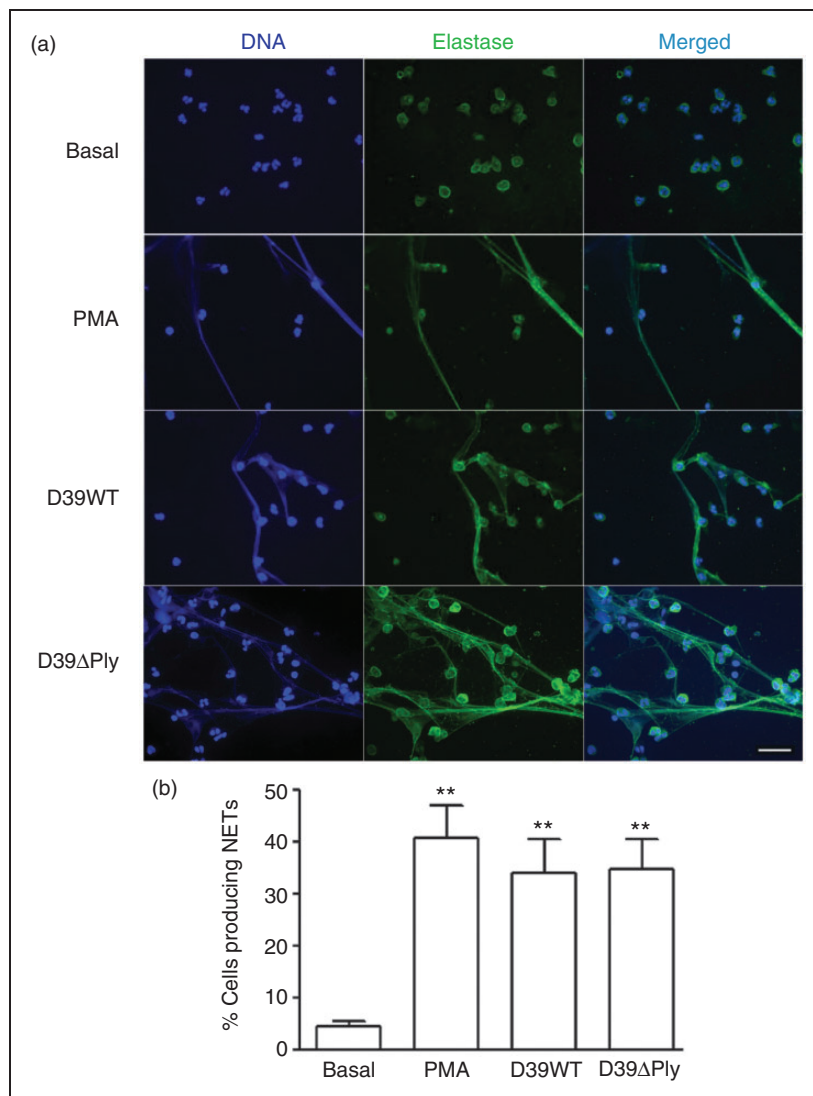 (a)
DNA Elastase Merged
Basal
PMA
D39WT
D39ΔPly
(b)
% Cells producing NETs
50
40
30
20
10
0
** ** **
Basal PMA D39WT D39ΔPly